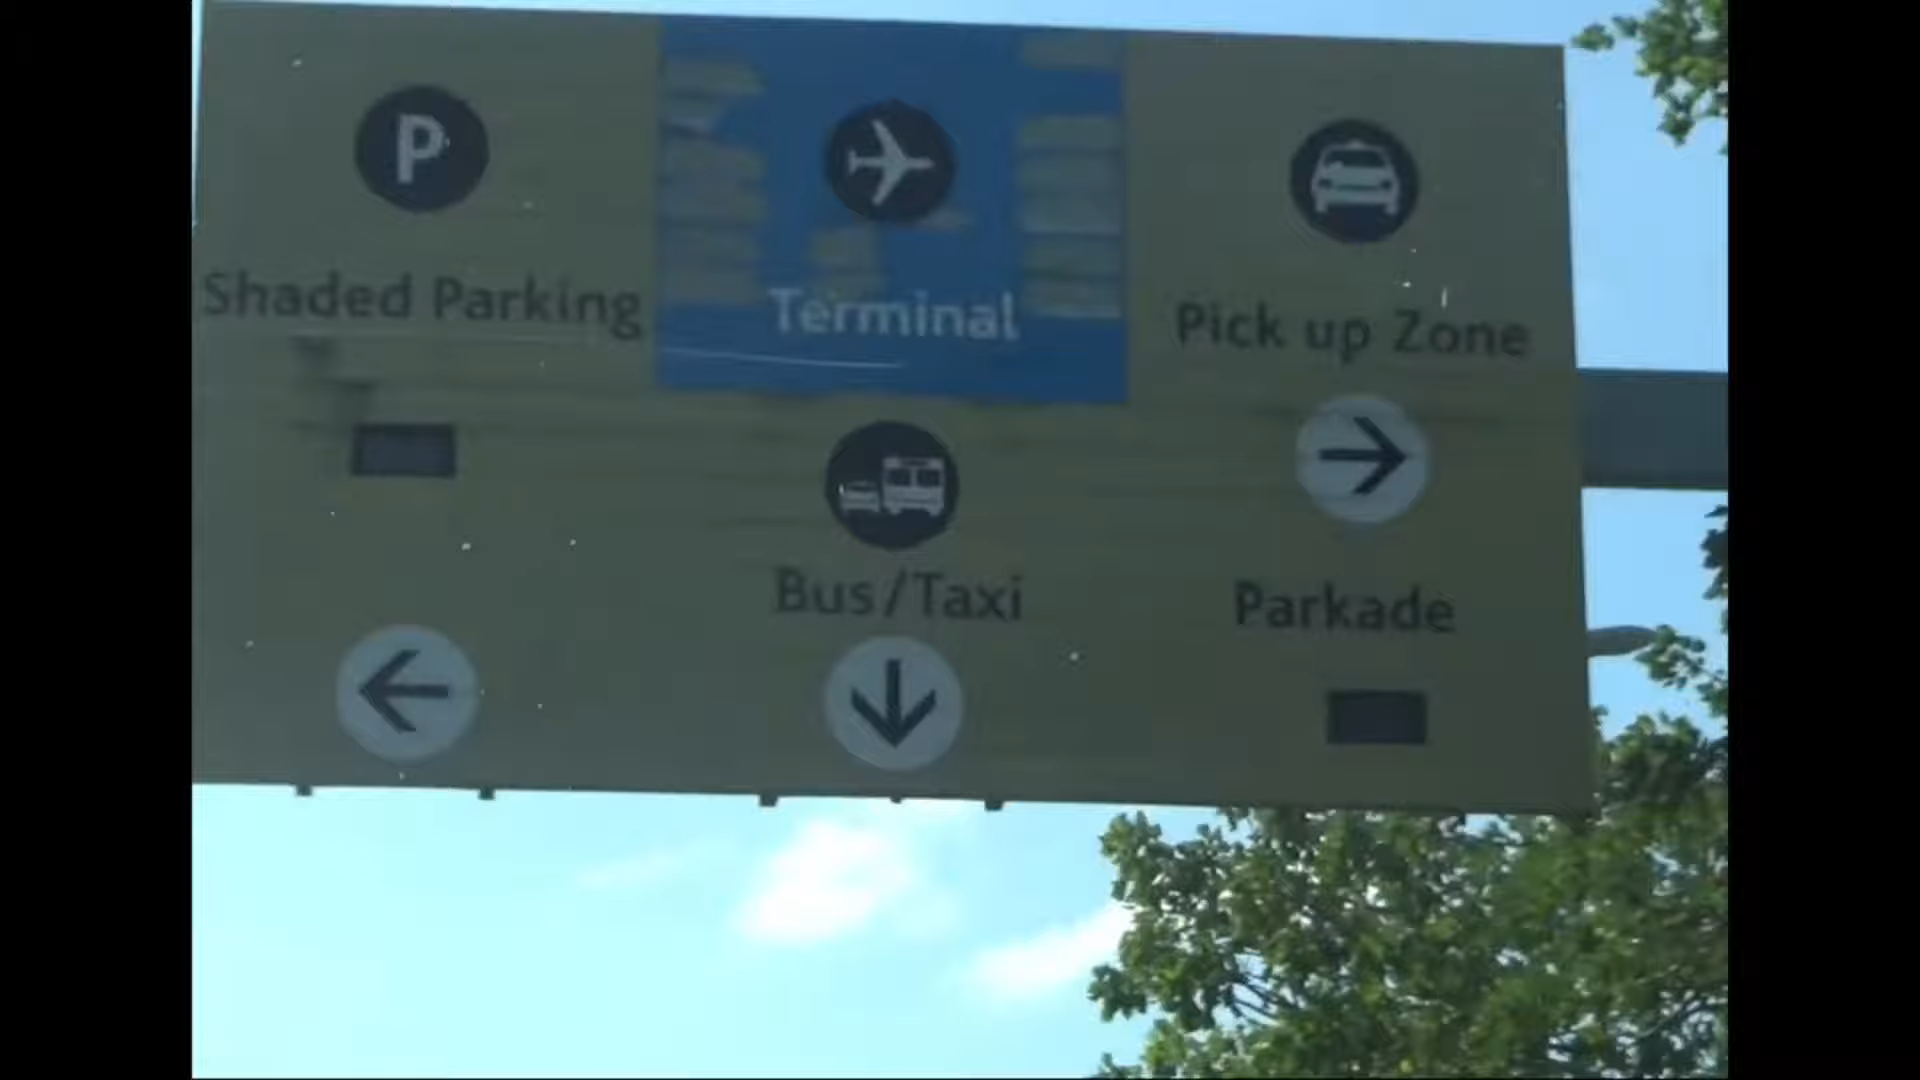 P
Shaded Parking
Terminal
Bus/Taxi
Pick up Zone
Parkade